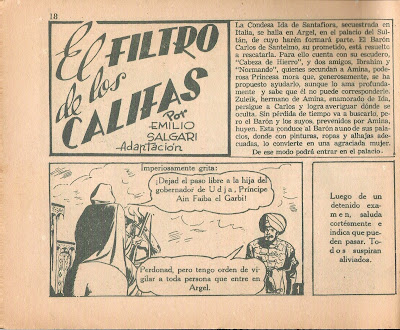 18
El FILTRO
de los
CALIFAS
Por
-EMILIO
SALGARI
-Adaptación
La Condesa Ida de Santafiora, secuestrada en
Italia, se halla en Argel, en el palacio del Sul-
tán, de cuyo harén formará parte. El Barón
Carlos de Santelmo, su prometido, está resuelto
a rescatarla. Para ello cuenta con su escudero,
"Cabeza de Hierro", y dos amigos, Ibrahim y
"Normando", quienes secundan a Amina, pode-
rosa Princesa mora que, generosamente, se ha
propuesto ayudarlo, aunque lo ama profunda-
mente y sabe que él no puede corresponderle.
Zuleik, hermano de Amina, enamorado de Ida,
persigue a Carlos y logra averiguar dónde se
oculta. Sin pérdida de tiempo va a buscarlo, pe-
ro el Barón y los suyos, prevenidos por Amina,
huyen. Esta conduce al Barón a uno de sus pala-
cios, donde, con pinturas, ropas y alhajas ade-
cuadas, lo convierte en una agraciada mujer.
De ese modo podrá entrar en el palacio.
Imperiosamente grita:
¡Dejad el paso libre a la hija del
gobernador de Udja, Príncipe
Ain Faiba el Garbi!
Perdonad, pero tengo orden de vi-
gilar a toda persona que entre en
Argel.
Luego de un
detenido exa-
men, saluda
cortésmente e
indica que pue-
den pasar. To-
dos suspiran
aliviados.